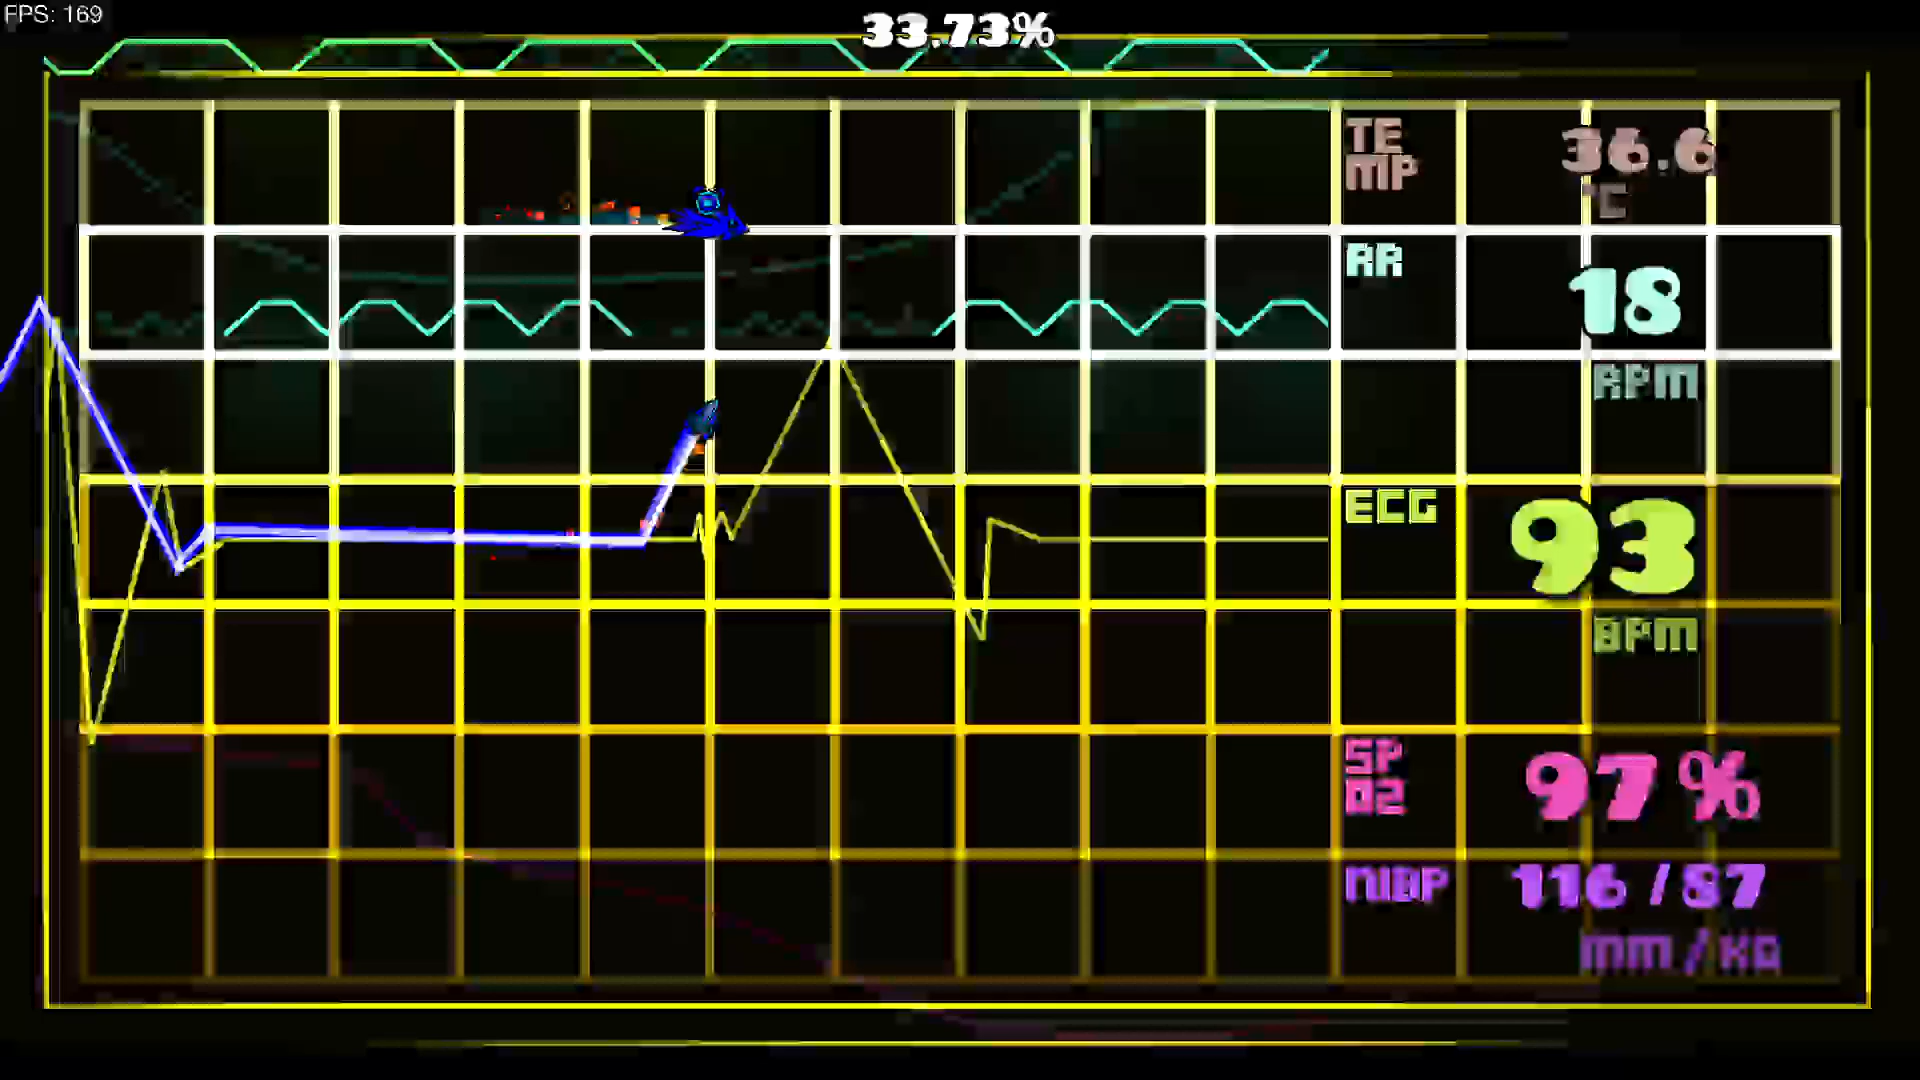 FPS: 169
33.73%
TE
MP
36.6
°C
RR
18
RPM
ECG
93
BPM
SP
O2
97 %
NIBP
116 / 87
mm / KG